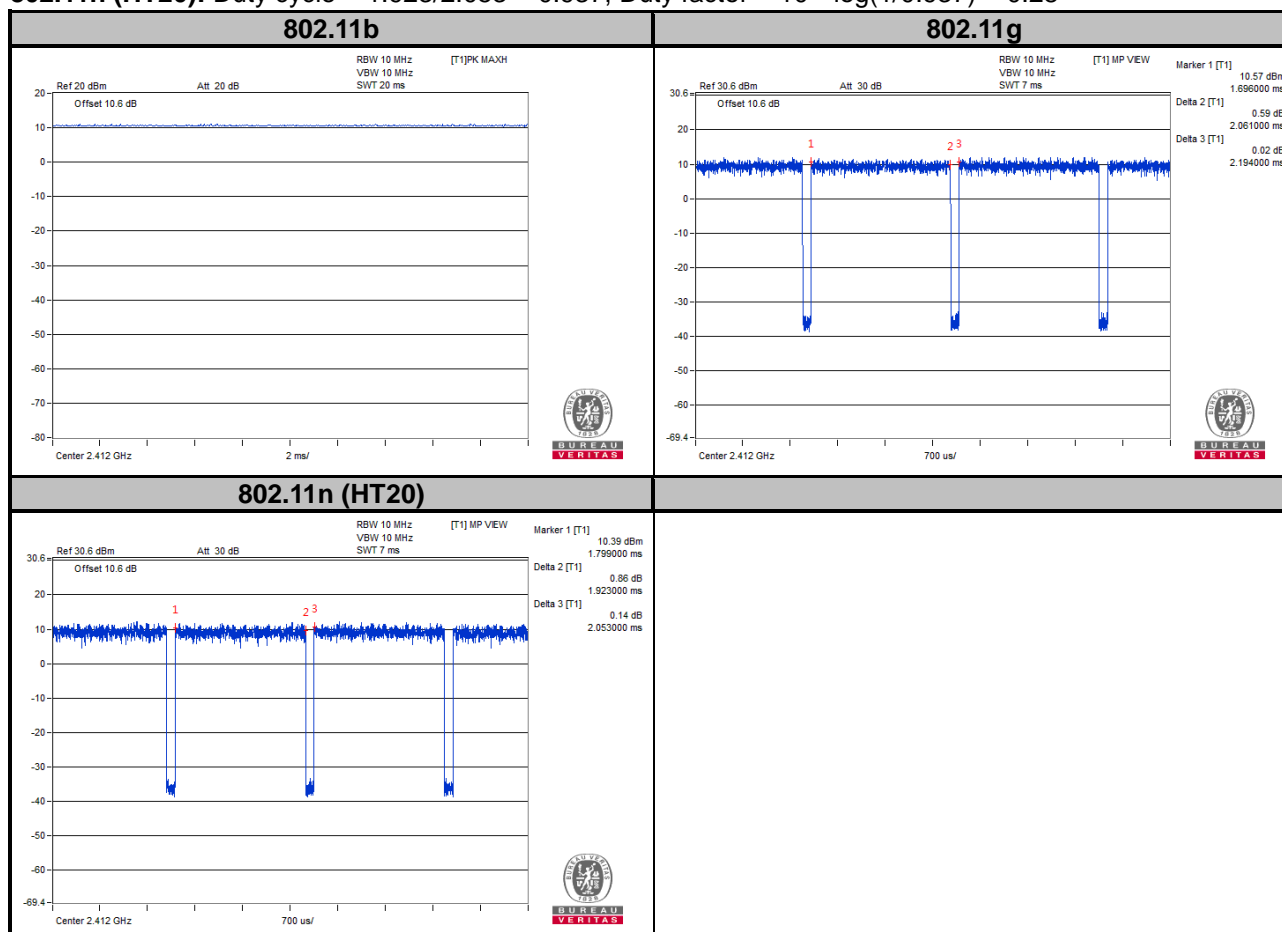 802.11b
802.11g
RBW 10 MHz
[T1]PK MAXH
VBW 10 MHz
Ref 20 dBm
Att 20 dB
SWT 20 ms
Offset 10.6 dB
20
10
0
-10
-20
-30
-40
-50
-60
-70
-80
Center 2.412 GHz
2 ms/
BUREAU
VERITAS
RBW 10 MHz
[T1] MP VIEW
VBW 10 MHz
Ref 30.6 dBm
Att 30 dB
SWT 7 ms
Marker 1 [T1]
10.57 dBm
1.696000 ms
Delta 2 [T1]
0.59 dB
2.061000 ms
Delta 3 [T1]
0.02 dB
2.194000 ms
Offset 10.6 dB
1
2 3
30.6
20
10
0
-10
-20
-30
-40
-50
-60
-69.4
Center 2.412 GHz
700 us/
BUREAU
VERITAS
802.11n (HT20)
RBW 10 MHz
[T1] MP VIEW
VBW 10 MHz
Ref 30.6 dBm
Att 30 dB
SWT 7 ms
Marker 1 [T1]
10.39 dBm
1.799000 ms
Delta 2 [T1]
0.86 dB
1.923000 ms
Delta 3 [T1]
0.14 dB
2.053000 ms
Offset 10.6 dB
1
2 3
30.6
20
10
0
-10
-20
-30
-40
-50
-60
-69.4
Center 2.412 GHz
700 us/
BUREAU
VERITAS